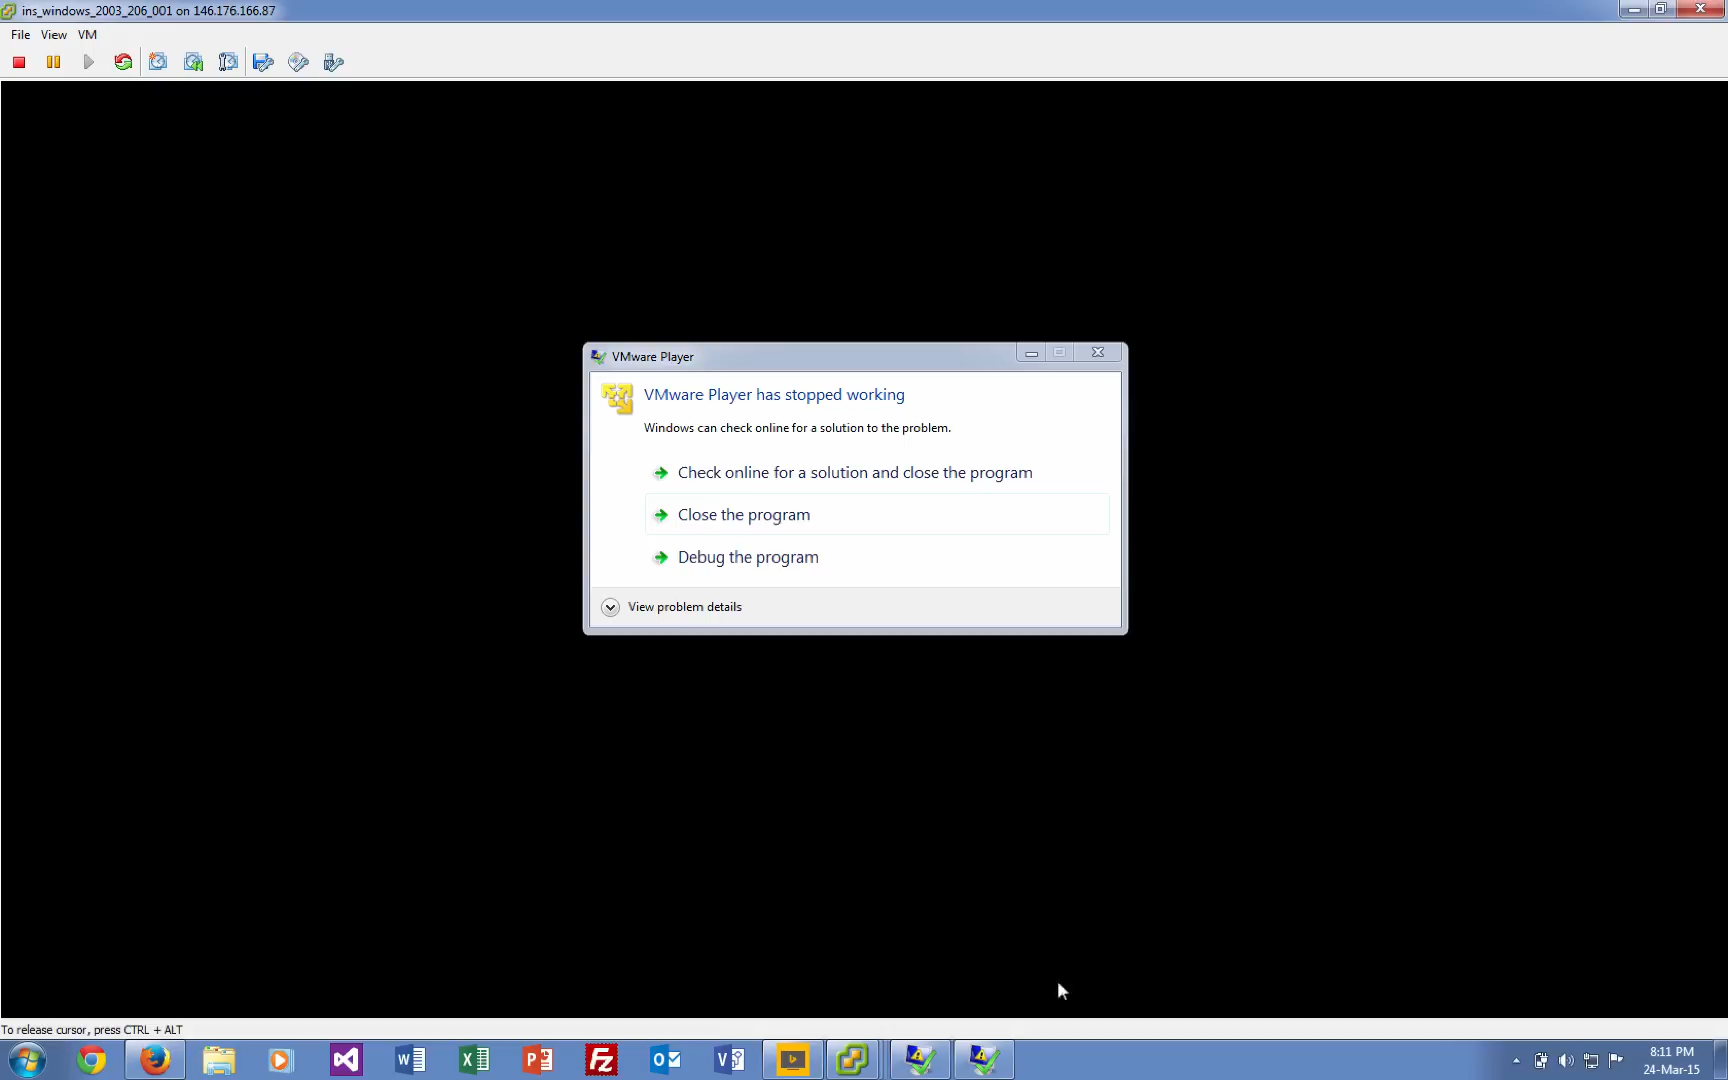 ins_windows_2003_206_001 on 146.176.166.87
File View VM
VMware Player
VMware Player has stopped working
Windows can check online for a solution to the problem.
Check online for a solution and close the program
Close the program
Debug the program
View problem details
To release cursor, press CTRL + ALT
8:11 PM
24-Mar-15